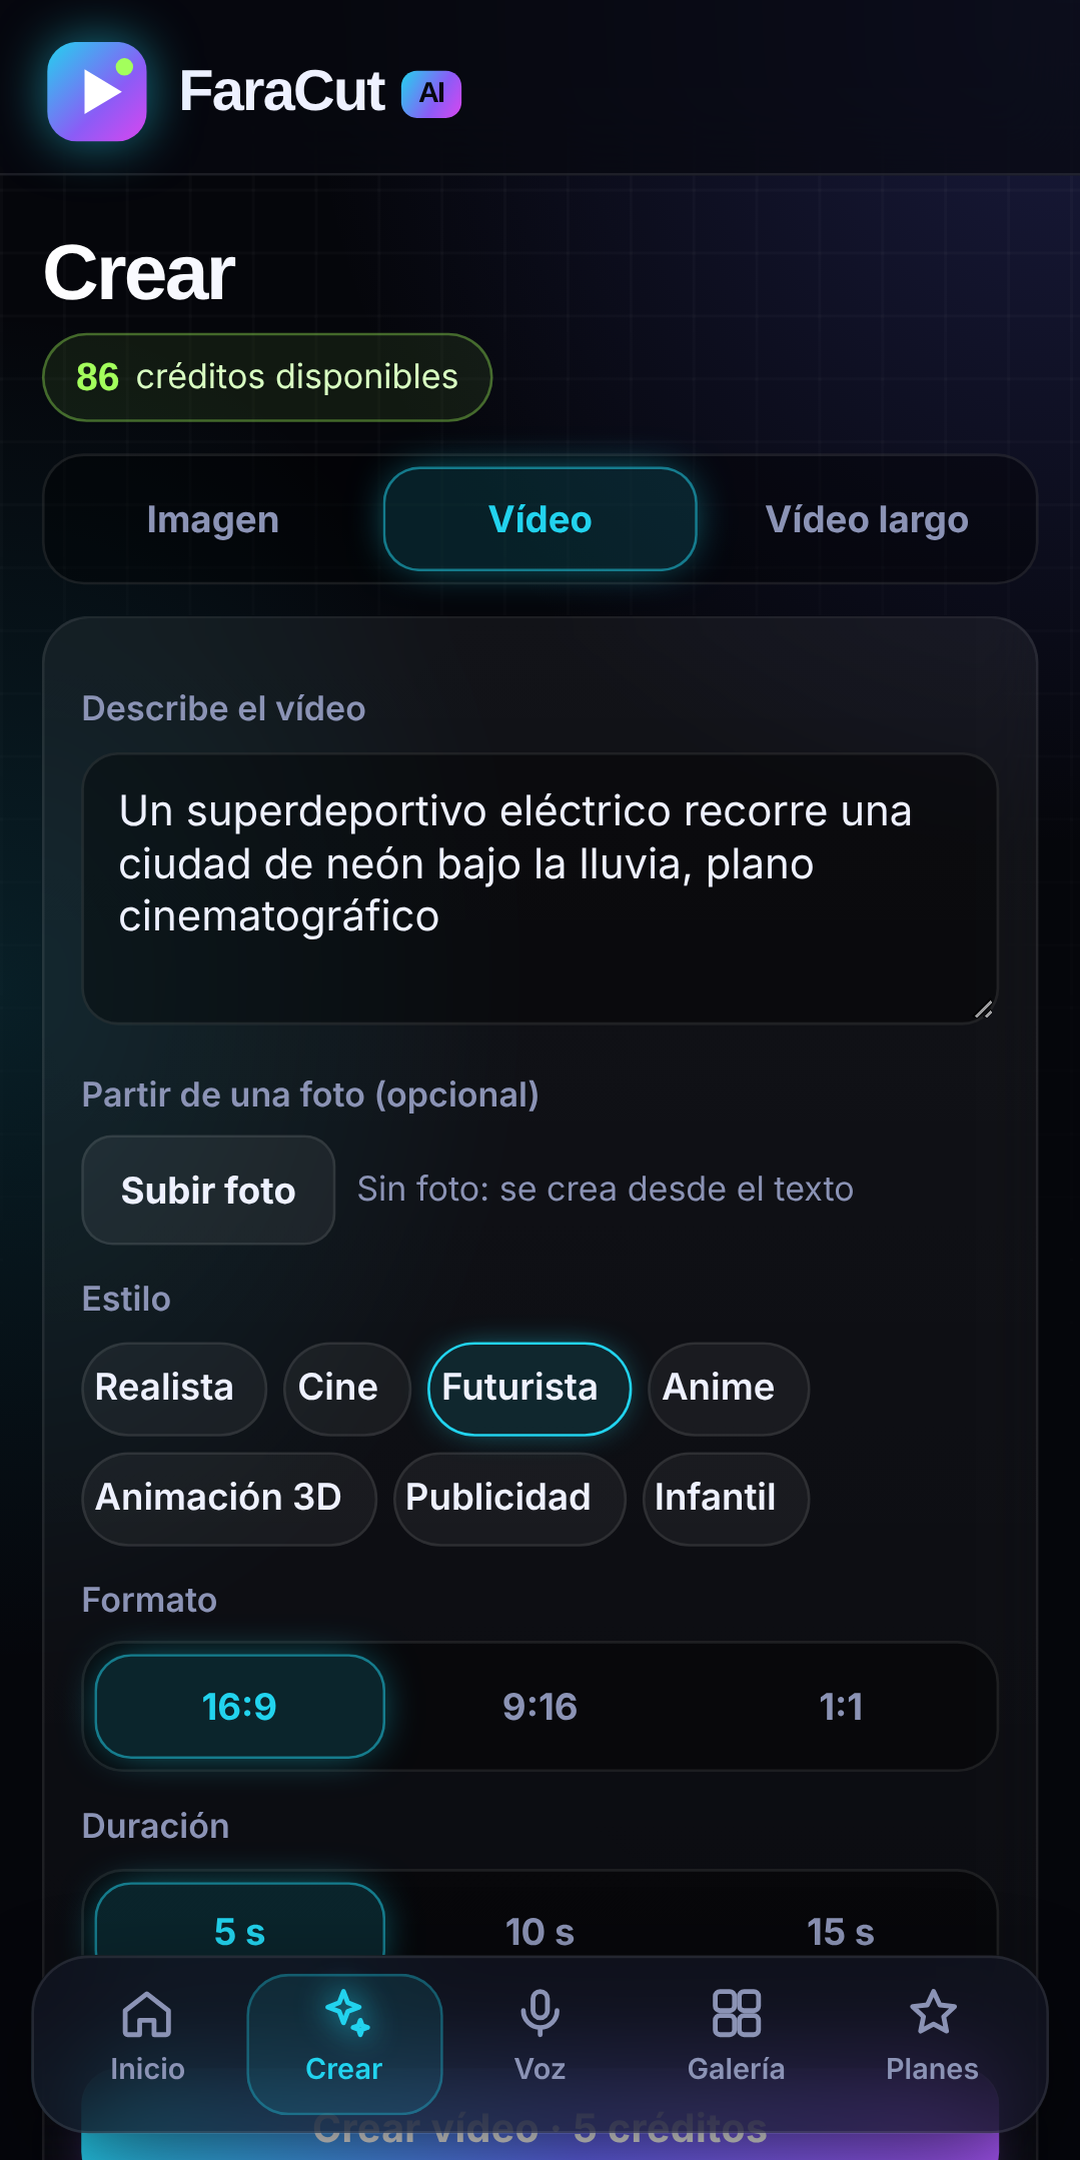 FaraCut AI
Crear
86 créditos disponibles
Imagen
Vídeo
Vídeo largo
Describe el vídeo
Un superdeportivo eléctrico recorre una
ciudad de neón bajo la lluvia, plano
cinematográfico
Partir de una foto (opcional)
Subir foto
Sin foto: se crea desde el texto
Estilo
Realista
Cine
Futurista
Anime
Animación 3D
Publicidad
Infantil
Formato
16:9
9:16
1:1
Duración
5 s
10 s
15 s
Inicio
Crear
Voz
Galería
Planes
Crear vídeo · 5 créditos